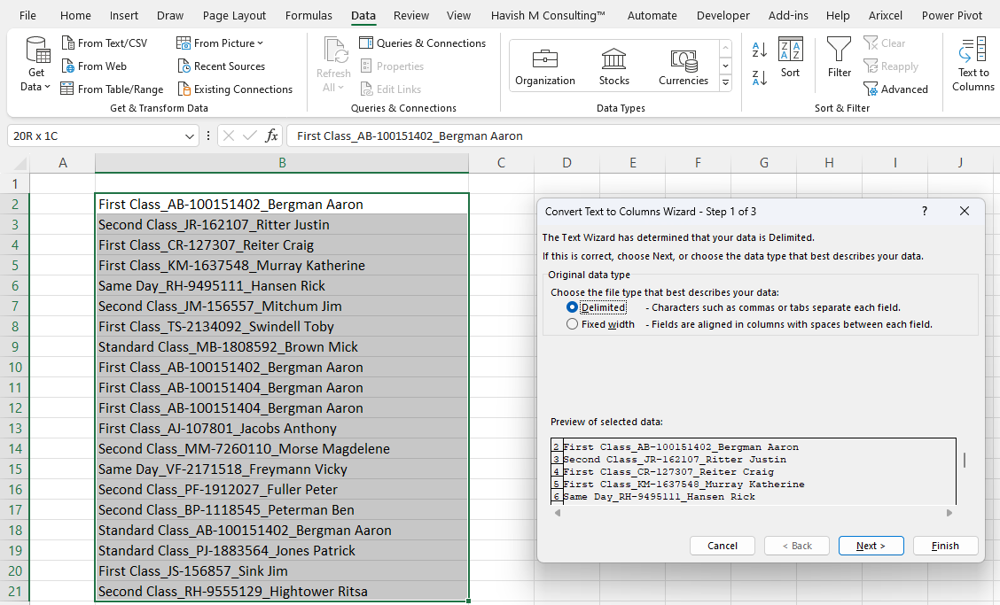 File Home Insert Draw Page Layout Formulas Data Review View Havish M Consulting™ Automate Developer Add-ins Help Arixcel Power Pivot
Get Data
From Text/CSV
From Web
From Table/Range
From Picture
Recent Sources
Existing Connections
Get & Transform Data
Refresh All
Queries & Connections
Properties
Edit Links
Queries & Connections
Organization Stocks Currencies
Data Types
Sort
Filter
Clear
Reapply
Advanced
Sort & Filter
Text to Columns
20R x 1C fx First Class_AB-100151402_Bergman Aaron
A B C D E F G H I J
1
2 First Class_AB-100151402_Bergman Aaron
3 Second Class_JR-162107_Ritter Justin
4 First Class_CR-127307_Reiter Craig
5 First Class_KM-1637548_Murray Katherine
6 Same Day_RH-9495111_Hansen Rick
7 Second Class_JM-156557_Mitchum Jim
8 First Class_TS-2134092_Swindell Toby
9 Standard Class_MB-1808592_Brown Mick
10 First Class_AB-100151402_Bergman Aaron
11 First Class_AB-100151404_Bergman Aaron
12 First Class_AB-100151404_Bergman Aaron
13 First Class_AJ-107801_Jacobs Anthony
14 Second Class_MM-7260110_Morse Magdelene
15 Same Day_VF-2171518_Freymann Vicky
16 Second Class_PF-1912027_Fuller Peter
17 Second Class_BP-1118545_Peterman Ben
18 Standard Class_AB-100151402_Bergman Aaron
19 Standard Class_PJ-1883564_Jones Patrick
20 First Class_JS-156857_Sink Jim
21 Second Class_RH-9555129_Hightower Ritsa
Convert Text to Columns Wizard - Step 1 of 3 ?
The Text Wizard has determined that your data is Delimited.
If this is correct, choose Next, or choose the data type that best describes your data.
Original data type
Choose the file type that best describes your data:
Delimited - Characters such as commas or tabs separate each field.
Fixed width - Fields are aligned in columns with spaces between each field.
Preview of selected data:
2 First Class_AB-100151402_Bergman Aaron
3 Second Class_JR-162107_Ritter Justin
4 First Class_CR-127307_Reiter Craig
5 First Class_KM-1637548_Murray Katherine
6 Same Day_RH-9495111_Hansen Rick
Cancel < Back Next > Finish